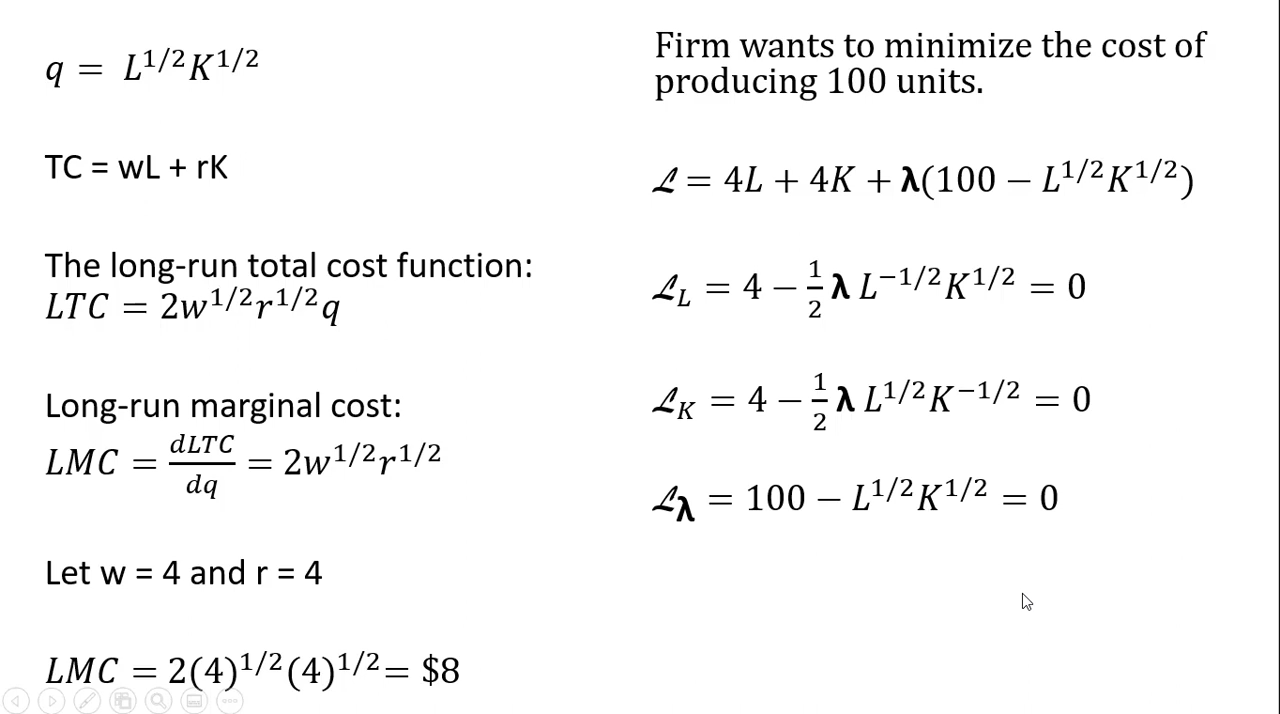 q = L^{1/2}K^{1/2}
TC = wL + rK
The long-run total cost function:
LTC = 2w^{1/2}r^{1/2}q
Long-run marginal cost:
LMC = \frac{dLTC}{dq} = 2w^{1/2}r^{1/2}
Let w = 4 and r = 4
LMC = 2(4)^{1/2}(4)^{1/2}= $8
Firm wants to minimize the cost of
producing 100 units.
ℒ = 4L + 4K + λ(100 − L^{1/2}K^{1/2})
ℒ_L = 4 − \frac{1}{2}λ L^{−1/2}K^{1/2} = 0
ℒ_K = 4 − \frac{1}{2}λ L^{1/2}K^{−1/2} = 0
ℒ_λ = 100 − L^{1/2}K^{1/2} = 0